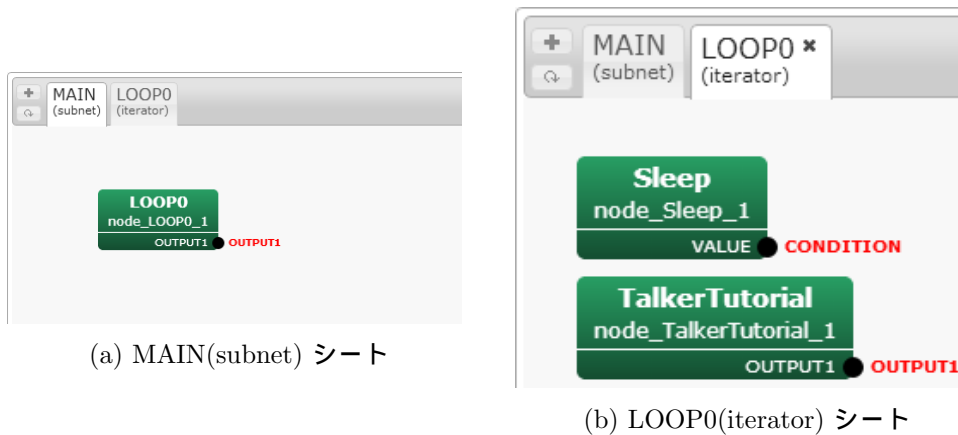 MAIN
(subnet)
LOOP0
(iterator)
LOOP0
node_LOOP0_1
OUTPUT1 OUTPUT1
(a) MAIN(subnet) シート
MAIN
(subnet)
LOOP0 ✖
(iterator)
Sleep
node_Sleep_1
VALUE CONDITION
TalkerTutorial
node_TalkerTutorial_1
OUTPUT1 OUTPUT1
(b) LOOP0(iterator) シート